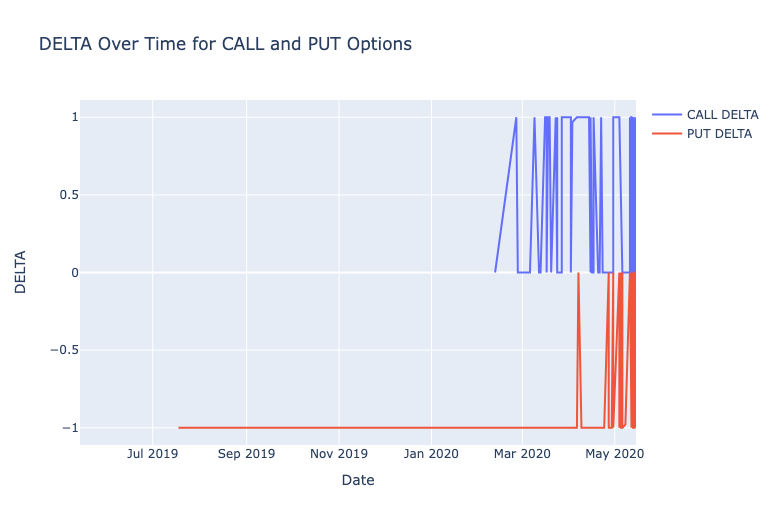 DELTA Over Time for CALL and PUT Options
CALL DELTA
PUT DELTA
1
0.5
0
−0.5
−1
DELTA
Jul 2019
Sep 2019
Nov 2019
Jan 2020
Mar 2020
May 2020
Date